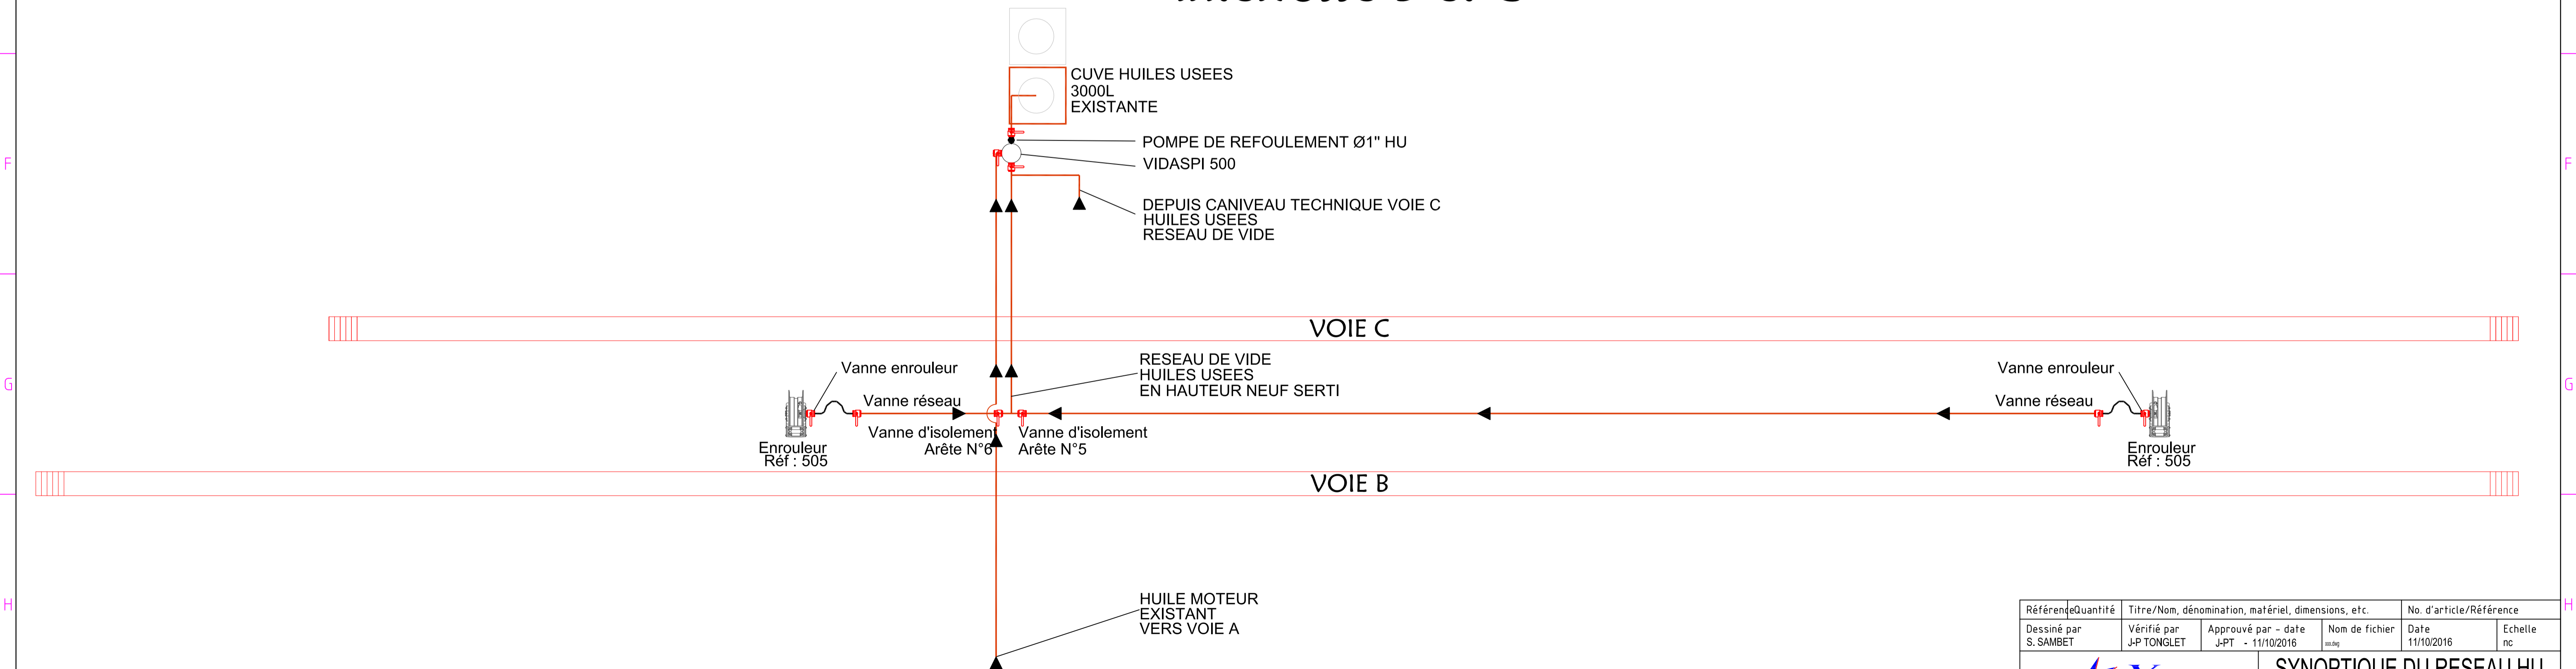 CUVE HUILES USEES
3000L
EXISTANTE
POMPE DE REFOULEMENT Ø1" HU
VIDASPI 500
F
F
DEPUIS CANIVEAU TECHNIQUE VOIE C
HUILES USEES
RESEAU DE VIDE
VOIE C
RESEAU DE VIDE
HUILES USEES
EN HAUTEUR NEUF SERTI
Vanne enrouleur
Vanne enrouleur
G
G
Vanne réseau
Vanne réseau
Vanne d'isolement
Arête N°6
Vanne d'isolement
Arête N°5
Enrouleur
Réf : 505
Enrouleur
Réf : 505
VOIE B
HUILE MOTEUR
EXISTANT
VERS VOIE A
H
H
Référence Quantité Titre/Nom, dénomination, matériel, dimensions, etc. No. d'article/Référence
Dessiné par Vérifié par Approuvé par - date Nom de fichier Date Echelle
S. SAMBET J-P TONGLET J-PT - 11/10/2016 11/10/2016 nc
SYNOPTIQUE DU RESEAU HU